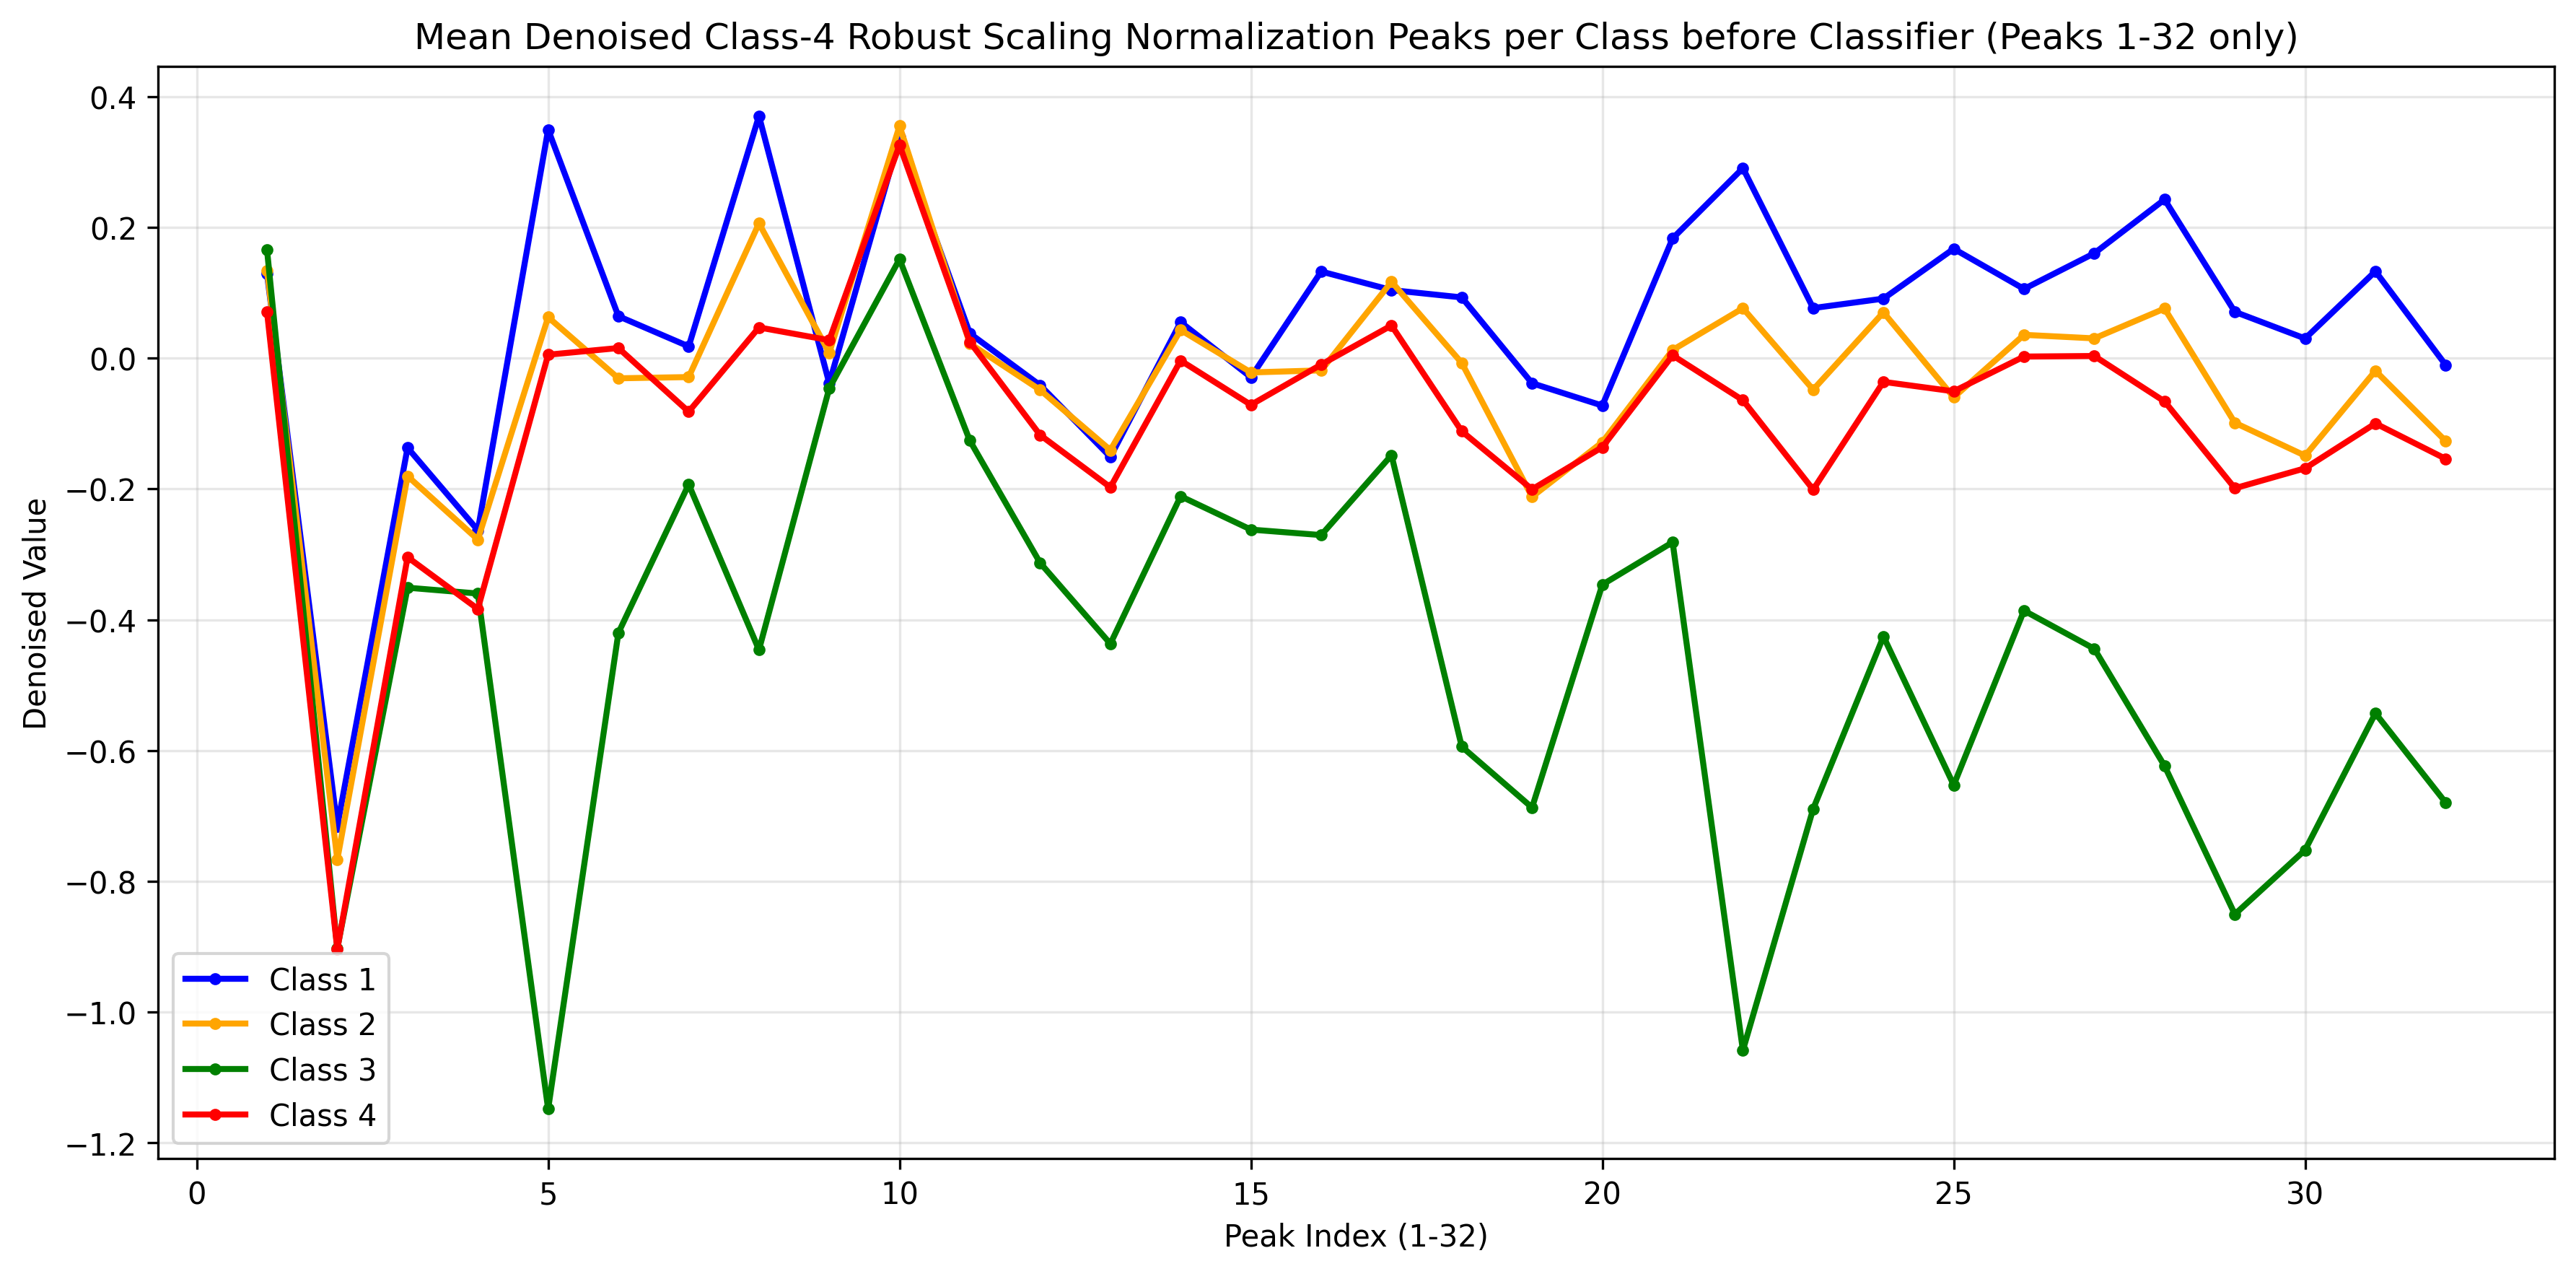 Mean Denoised Class-4 Robust Scaling Normalization Peaks per Class before Classifier (Peaks 1-32 only)
Denoised Value
0.4
0.2
0.0
−0.2
−0.4
−0.6
−0.8
−1.0
−1.2
Class 1
Class 2
Class 3
Class 4
0 5 10 15 20 25 30
Peak Index (1-32)